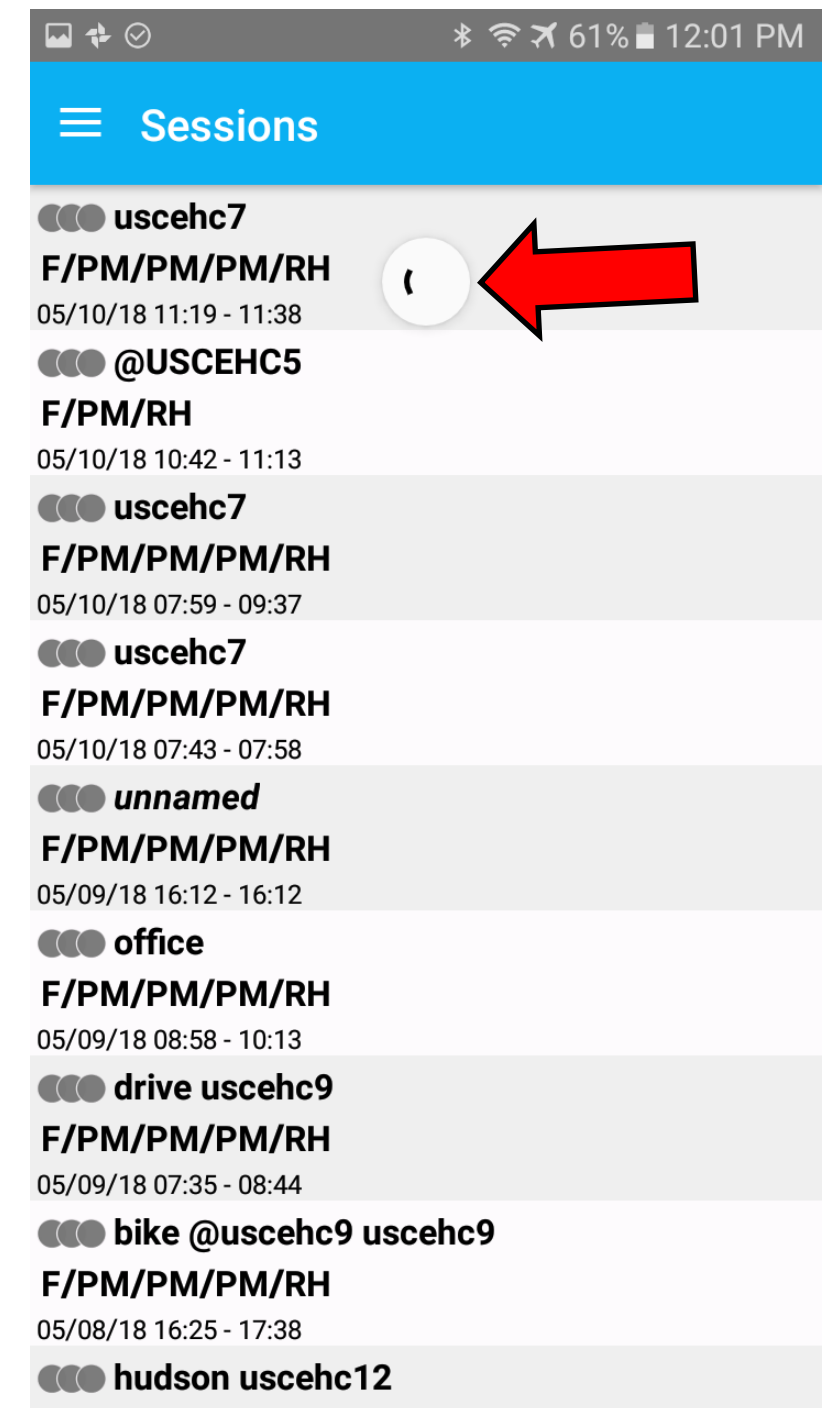 61% 12:01 PM
Sessions
uscehc7
F/PM/PM/PM/RH
05/10/18 11:19 - 11:38
@USCEHC5
F/PM/RH
05/10/18 10:42 - 11:13
uscehc7
F/PM/PM/PM/RH
05/10/18 07:59 - 09:37
uscehc7
F/PM/PM/PM/RH
05/10/18 07:43 - 07:58
unnamed
F/PM/PM/PM/RH
05/09/18 16:12 - 16:12
office
F/PM/PM/PM/RH
05/09/18 08:58 - 10:13
drive uscehc9
F/PM/PM/PM/RH
05/09/18 07:35 - 08:44
bike @uscehc9 uscehc9
F/PM/PM/PM/RH
05/08/18 16:25 - 17:38
hudson uscehc12